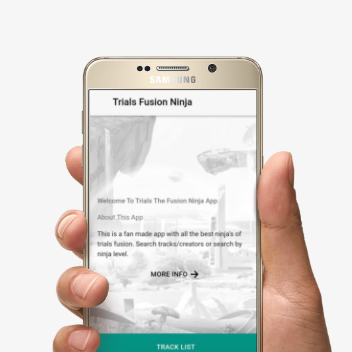 SAMSUNG
Trials Fusion Ninja
Welcome To Trials The Fusion Ninja App
About This App
This is a fan made app with all the best ninja's of
trials fusion. Search tracks/creators or search by
ninja level.
MORE INFO →
TRACK LIST